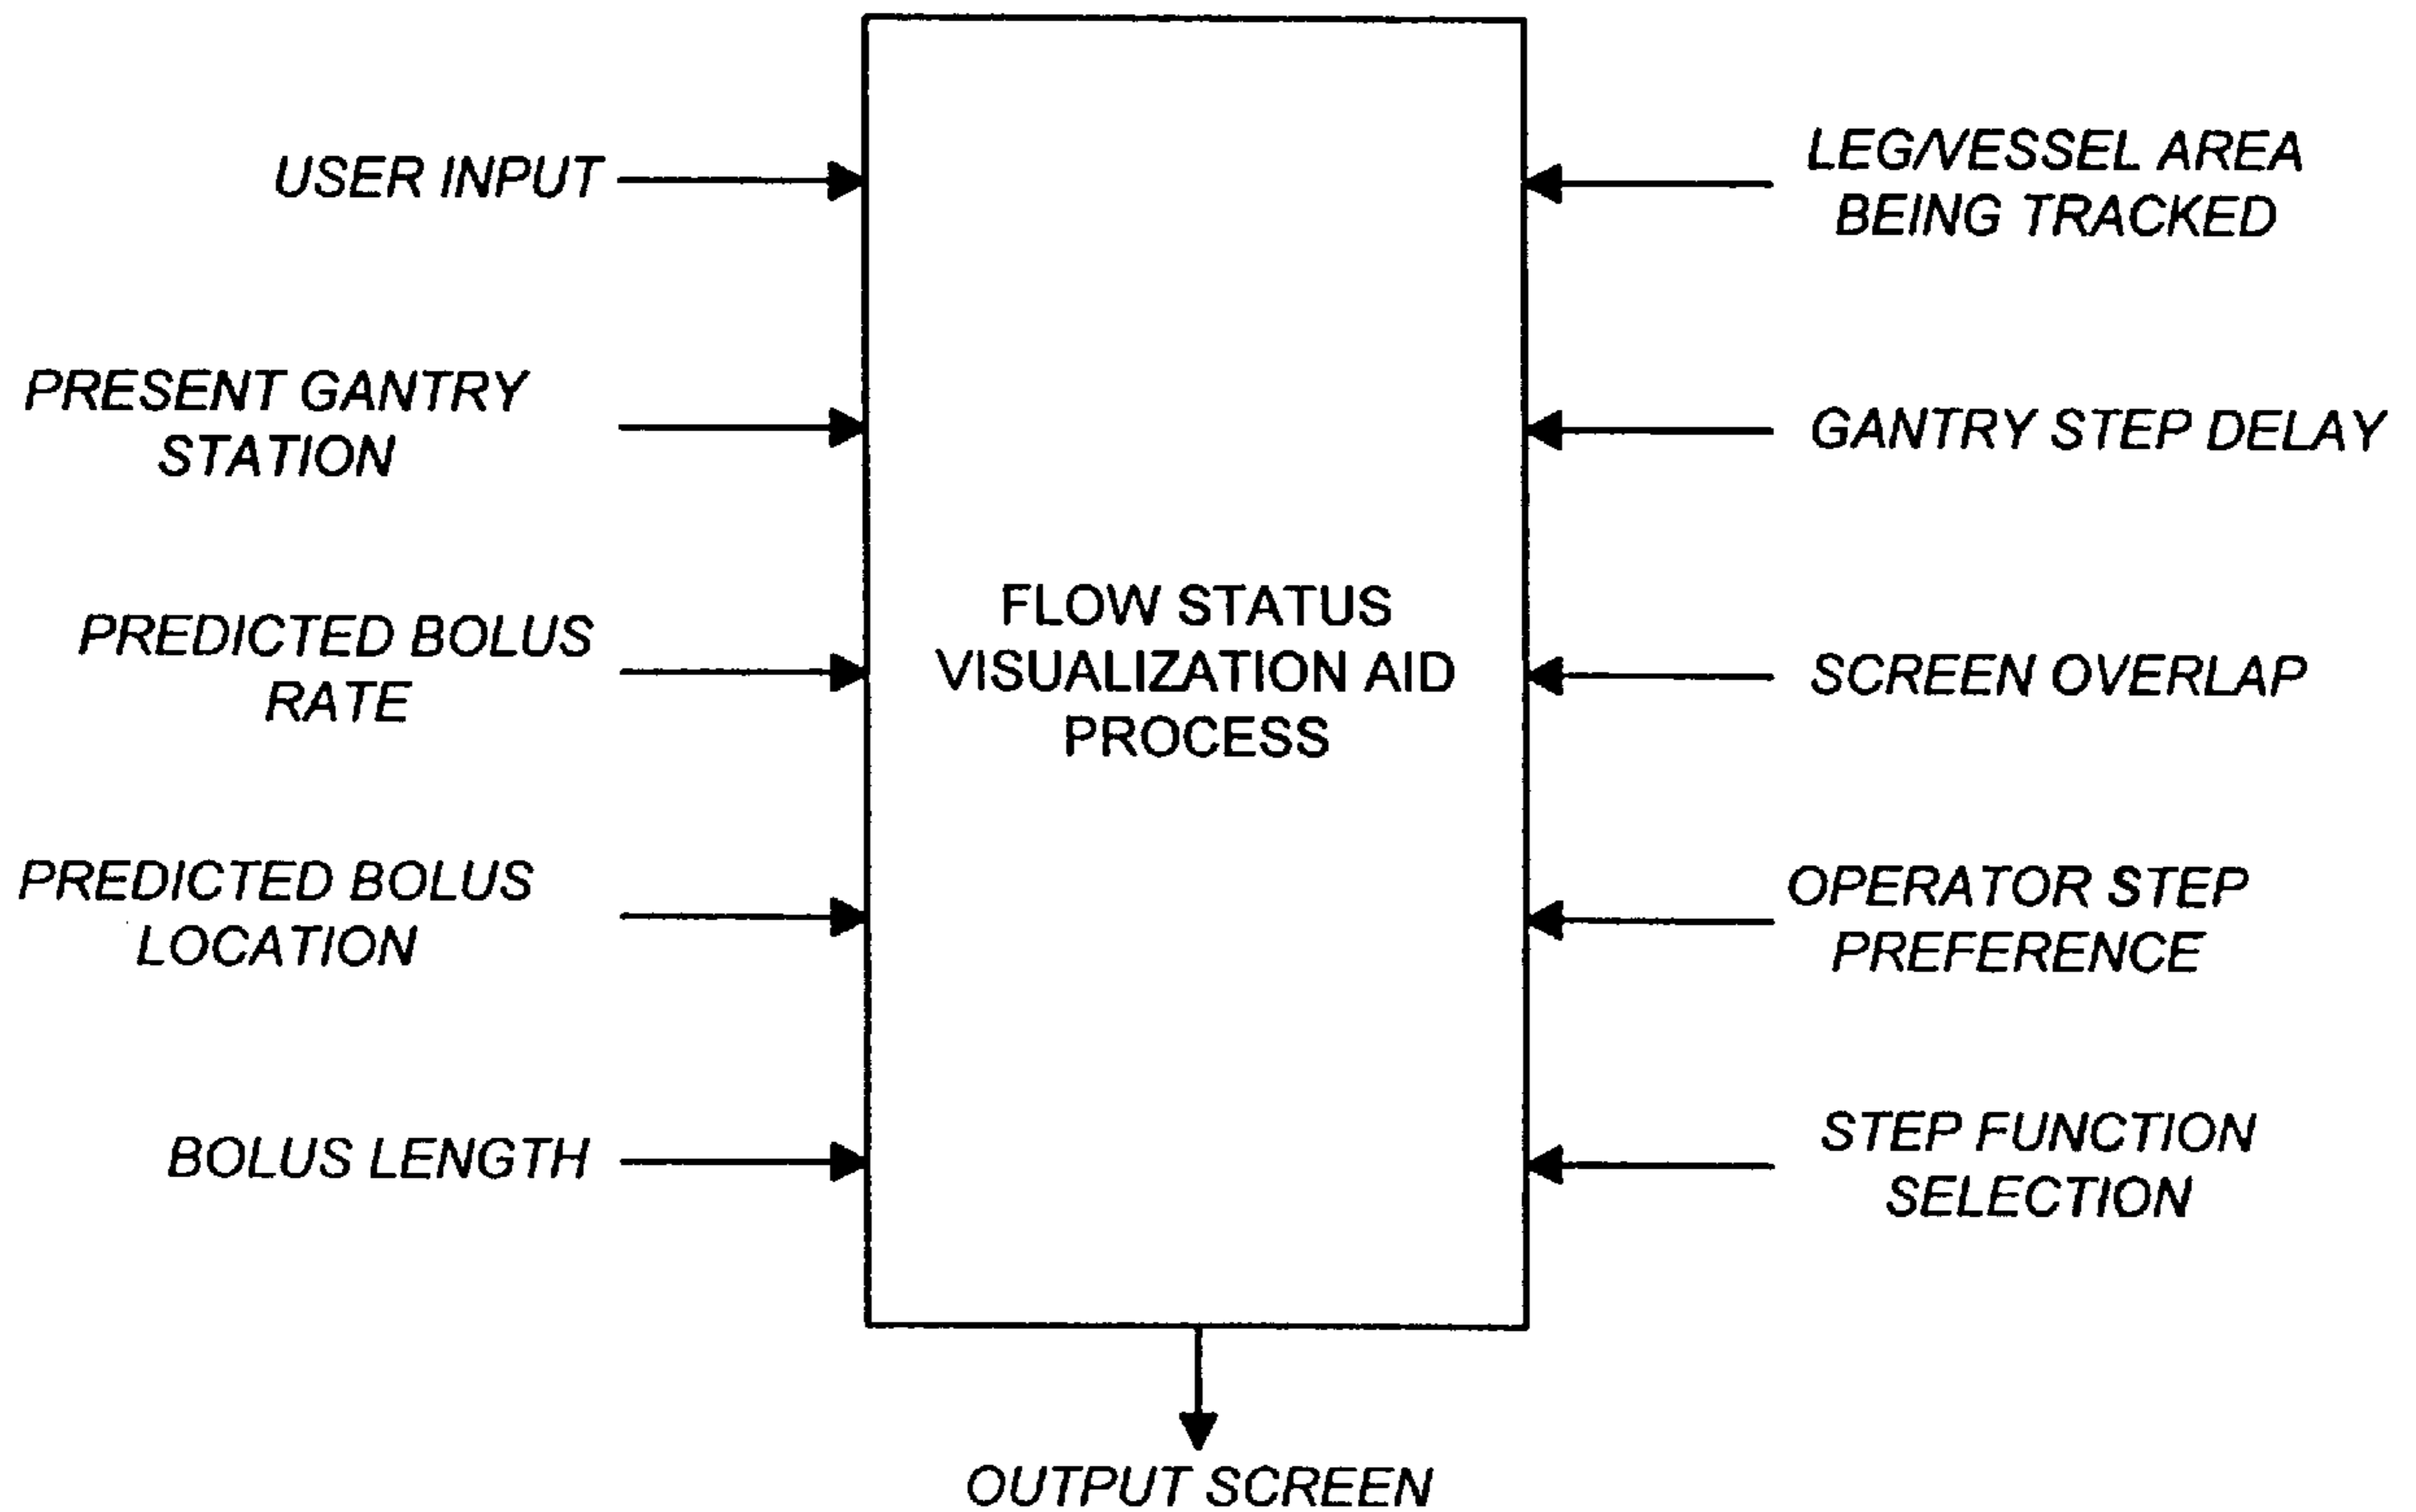 USER INPUT
PRESENT GANTRY
STATION
PREDICTED BOLUS
RATE
PREDICTED BOLUS
LOCATION
BOLUS LENGTH
FLOW STATUS
VISUALIZATION AID
PROCESS
LEG/VESSEL AREA
BEING TRACKED
GANTRY STEP DELAY
SCREEN OVERLAP
OPERATOR STEP
PREFERENCE
STEP FUNCTION
SELECTION
OUTPUT SCREEN